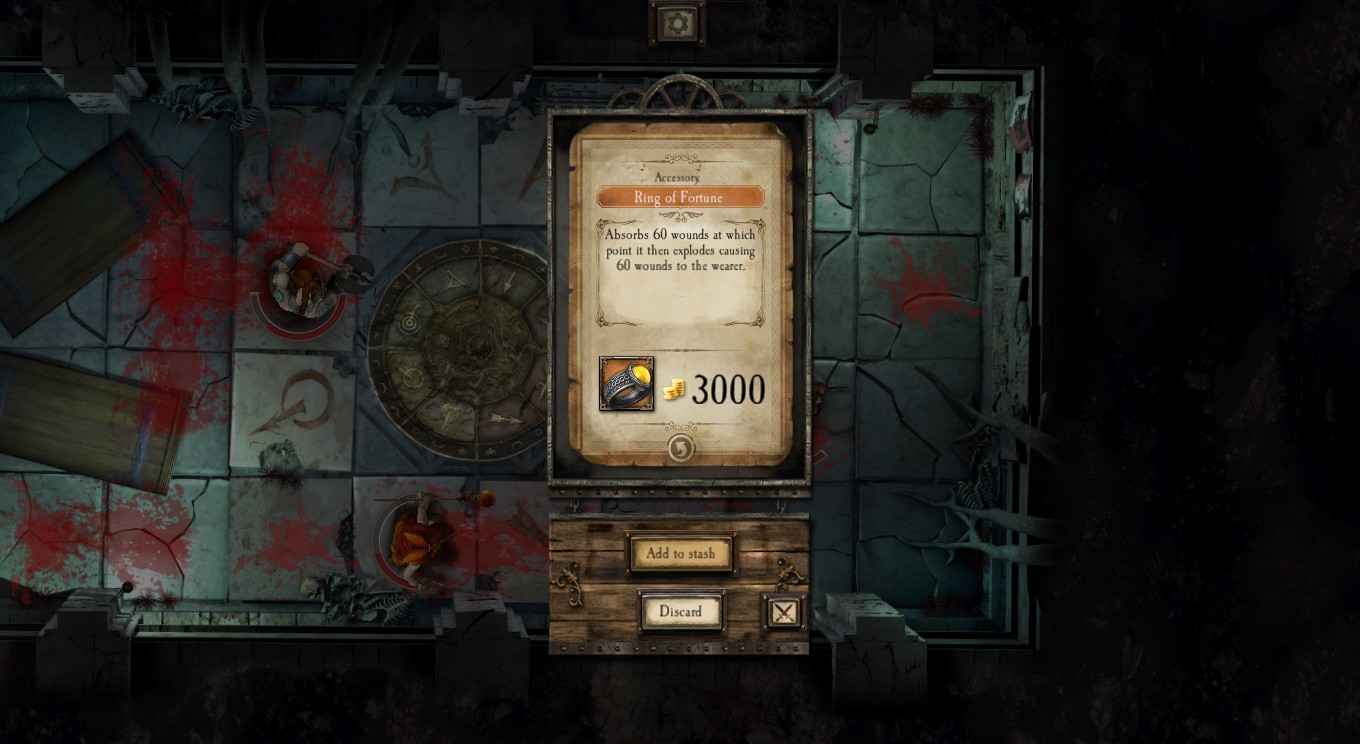 Accessory
Ring of Fortune
Absorbs 60 wounds at which
point it then explodes causing
60 wounds to the wearer.
3000
Add to stash
Discard